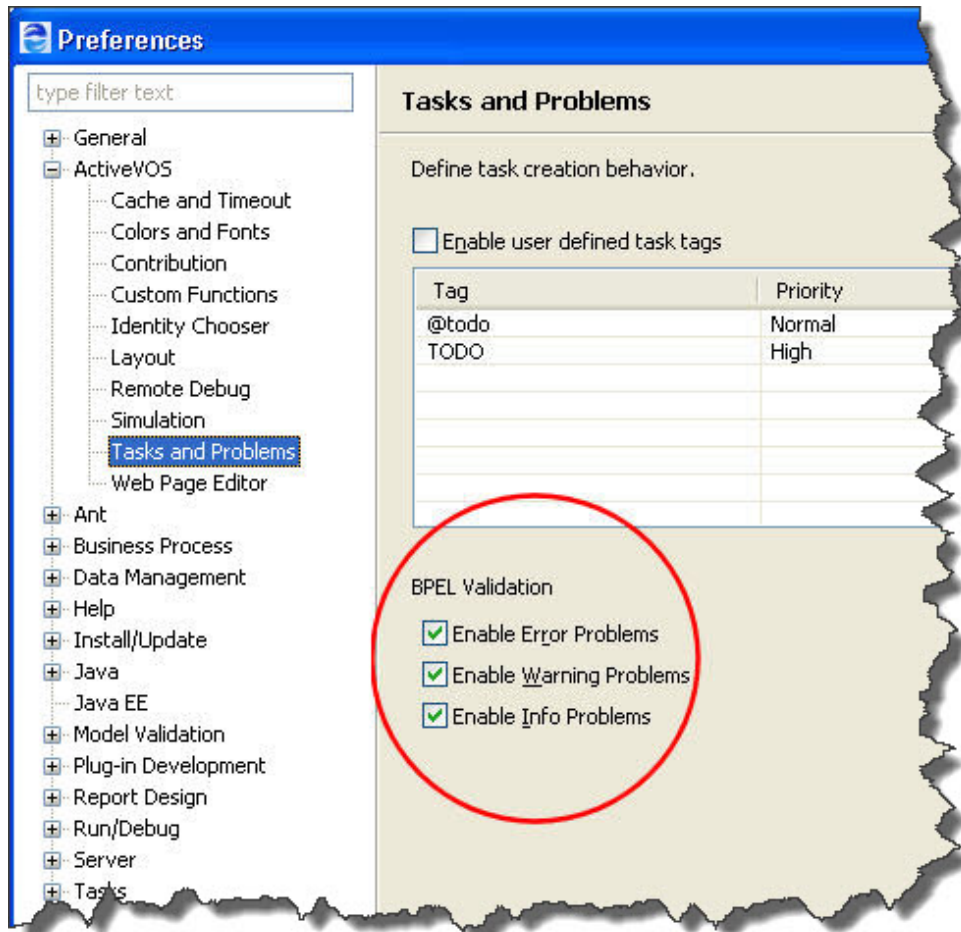 Preferences
type filter text
General
ActiveVOS
Cache and Timeout
Colors and Fonts
Contribution
Custom Functions
Identity Chooser
Layout
Remote Debug
Simulation
Tasks and Problems
Web Page Editor
Ant
Business Process
Data Management
Help
Install/Update
Java
Java EE
Model Validation
Plug-in Development
Report Design
Run/Debug
Server
Tasks
Tasks and Problems
Define task creation behavior.
Enable user defined task tags
Tag Priority
@todo Normal
TODO High
BPEL Validation
Enable Error Problems
Enable Warning Problems
Enable Info Problems